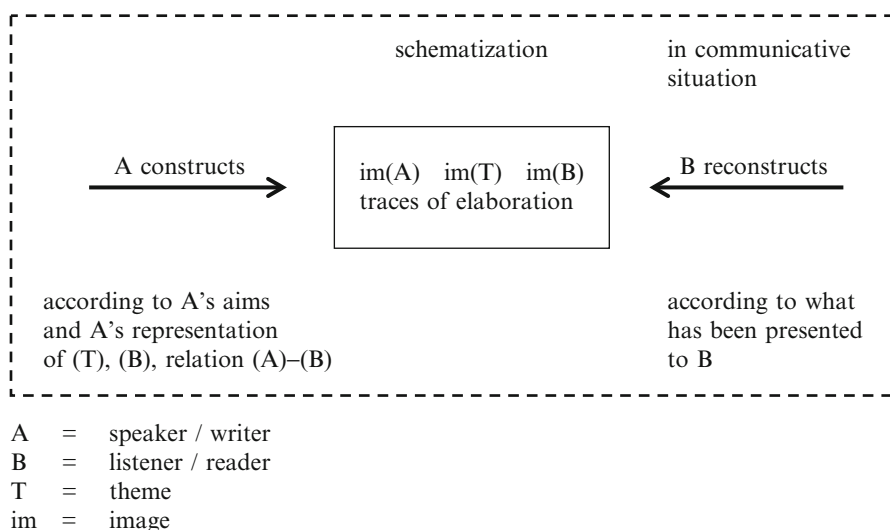 schematization
in communicative
situation
A constructs
im(A) im(T) im(B)
traces of elaboration
B reconstructs
according to A's aims
and A's representation
of (T), (B), relation (A)–(B)
according to what
has been presented
to B
A = speaker / writer
B = listener / reader
T = theme
im = image